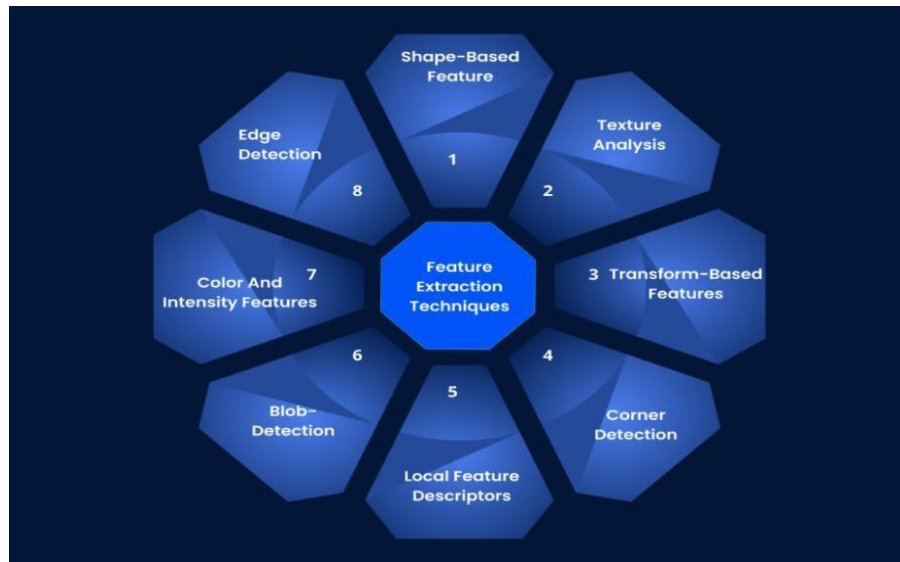 Shape-Based
Feature
1
Texture
Analysis
2
3 Transform-Based
Features
4
Corner
Detection
5
Local Feature
Descriptors
6
Blob-
Detection
7
Color And
Intensity Features
Edge
Detection
8
Feature
Extraction
Techniques